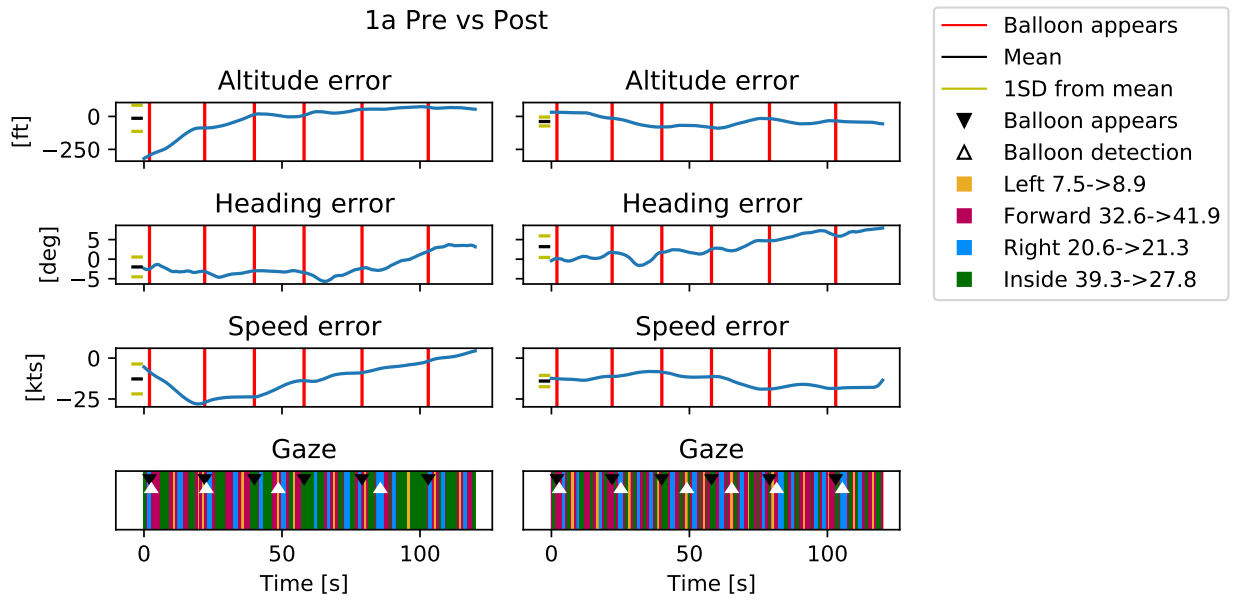 1a Pre vs Post
Altitude error
Altitude error
[ft]
0
−250
Heading error
Heading error
[deg]
5
0
−5
Speed error
Speed error
[kts]
0
−25
Gaze
Gaze
0
50
100
0
50
100
Time [s]
Time [s]
Balloon appears
Mean
1SD from mean
Balloon appears
Balloon detection
Left 7.5->8.9
Forward 32.6->41.9
Right 20.6->21.3
Inside 39.3->27.8